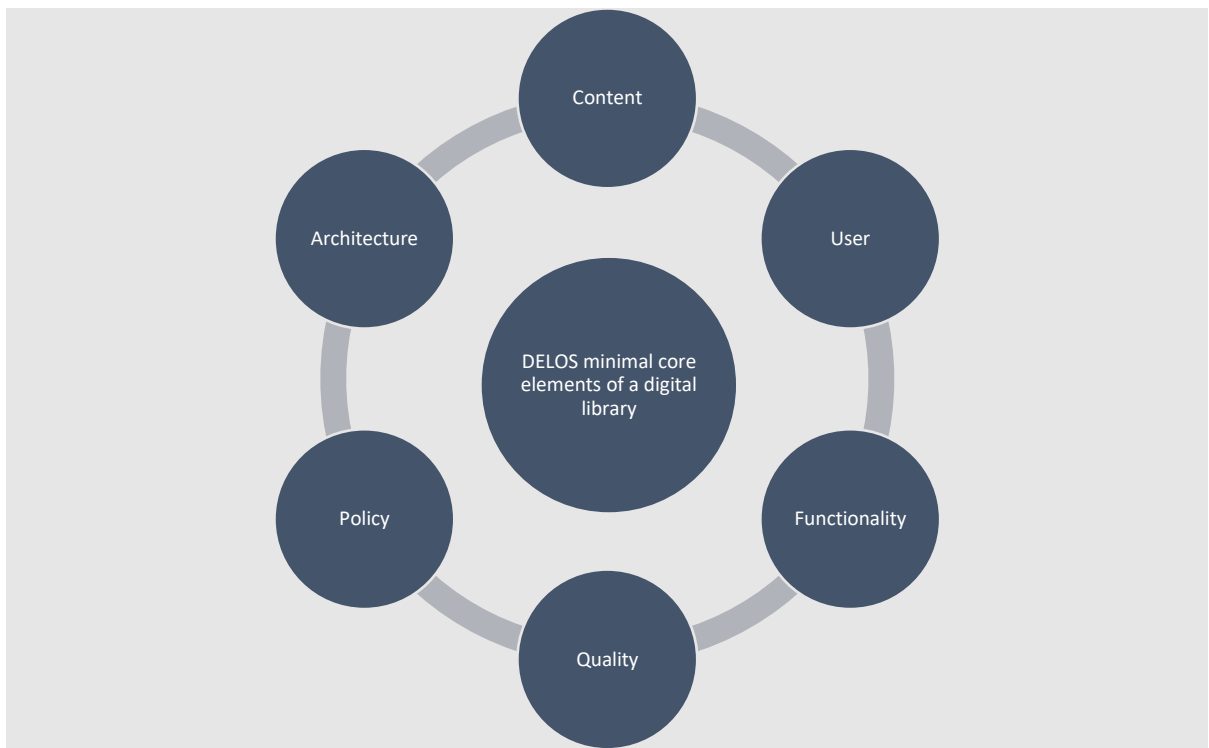 Content
Architecture
User
DELOS minimal core
elements of a digital
library
Policy
Functionality
Quality